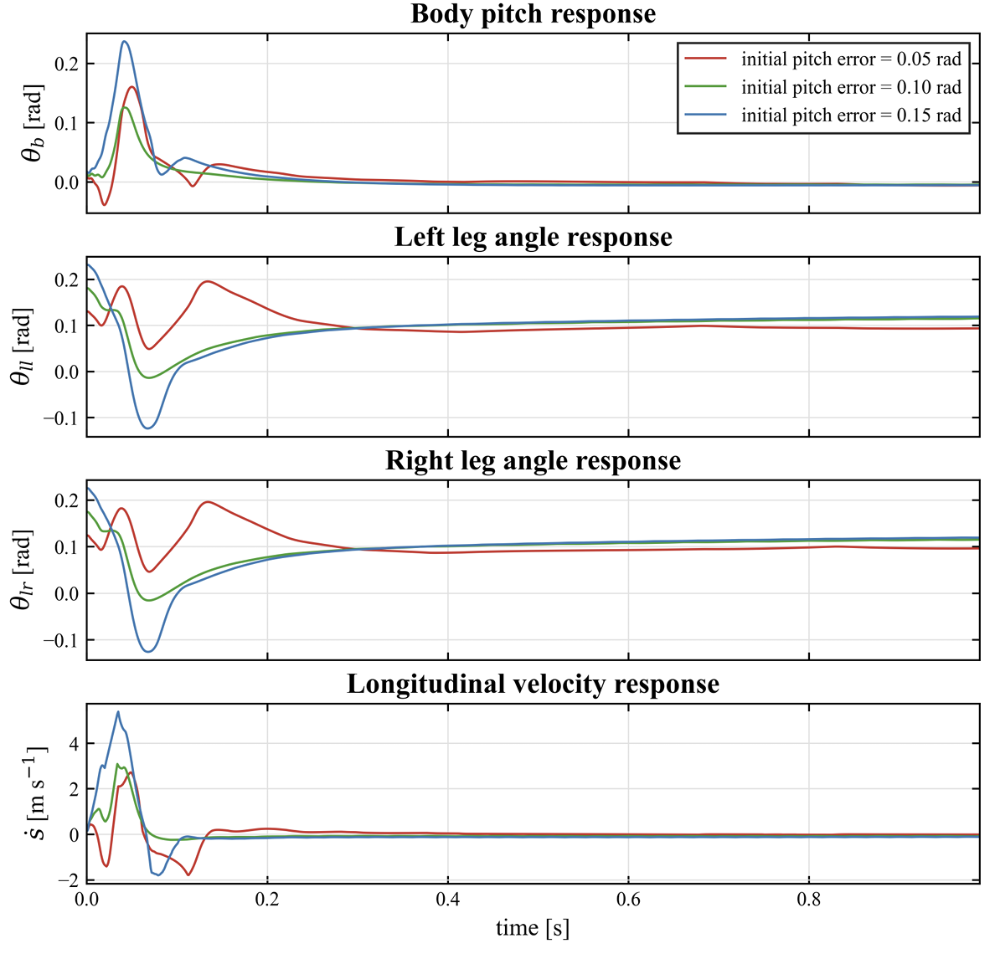 Body pitch response
θ_b [rad]
0.2
0.1
0.0
initial pitch error = 0.05 rad
initial pitch error = 0.10 rad
initial pitch error = 0.15 rad
Left leg angle response
θ_ll [rad]
0.2
0.1
0.0
−0.1
Right leg angle response
θ_lr [rad]
0.2
0.1
0.0
−0.1
Longitudinal velocity response
ṡ [m s⁻¹]
4
2
0
−2
0.0 0.2 0.4 0.6 0.8
time [s]